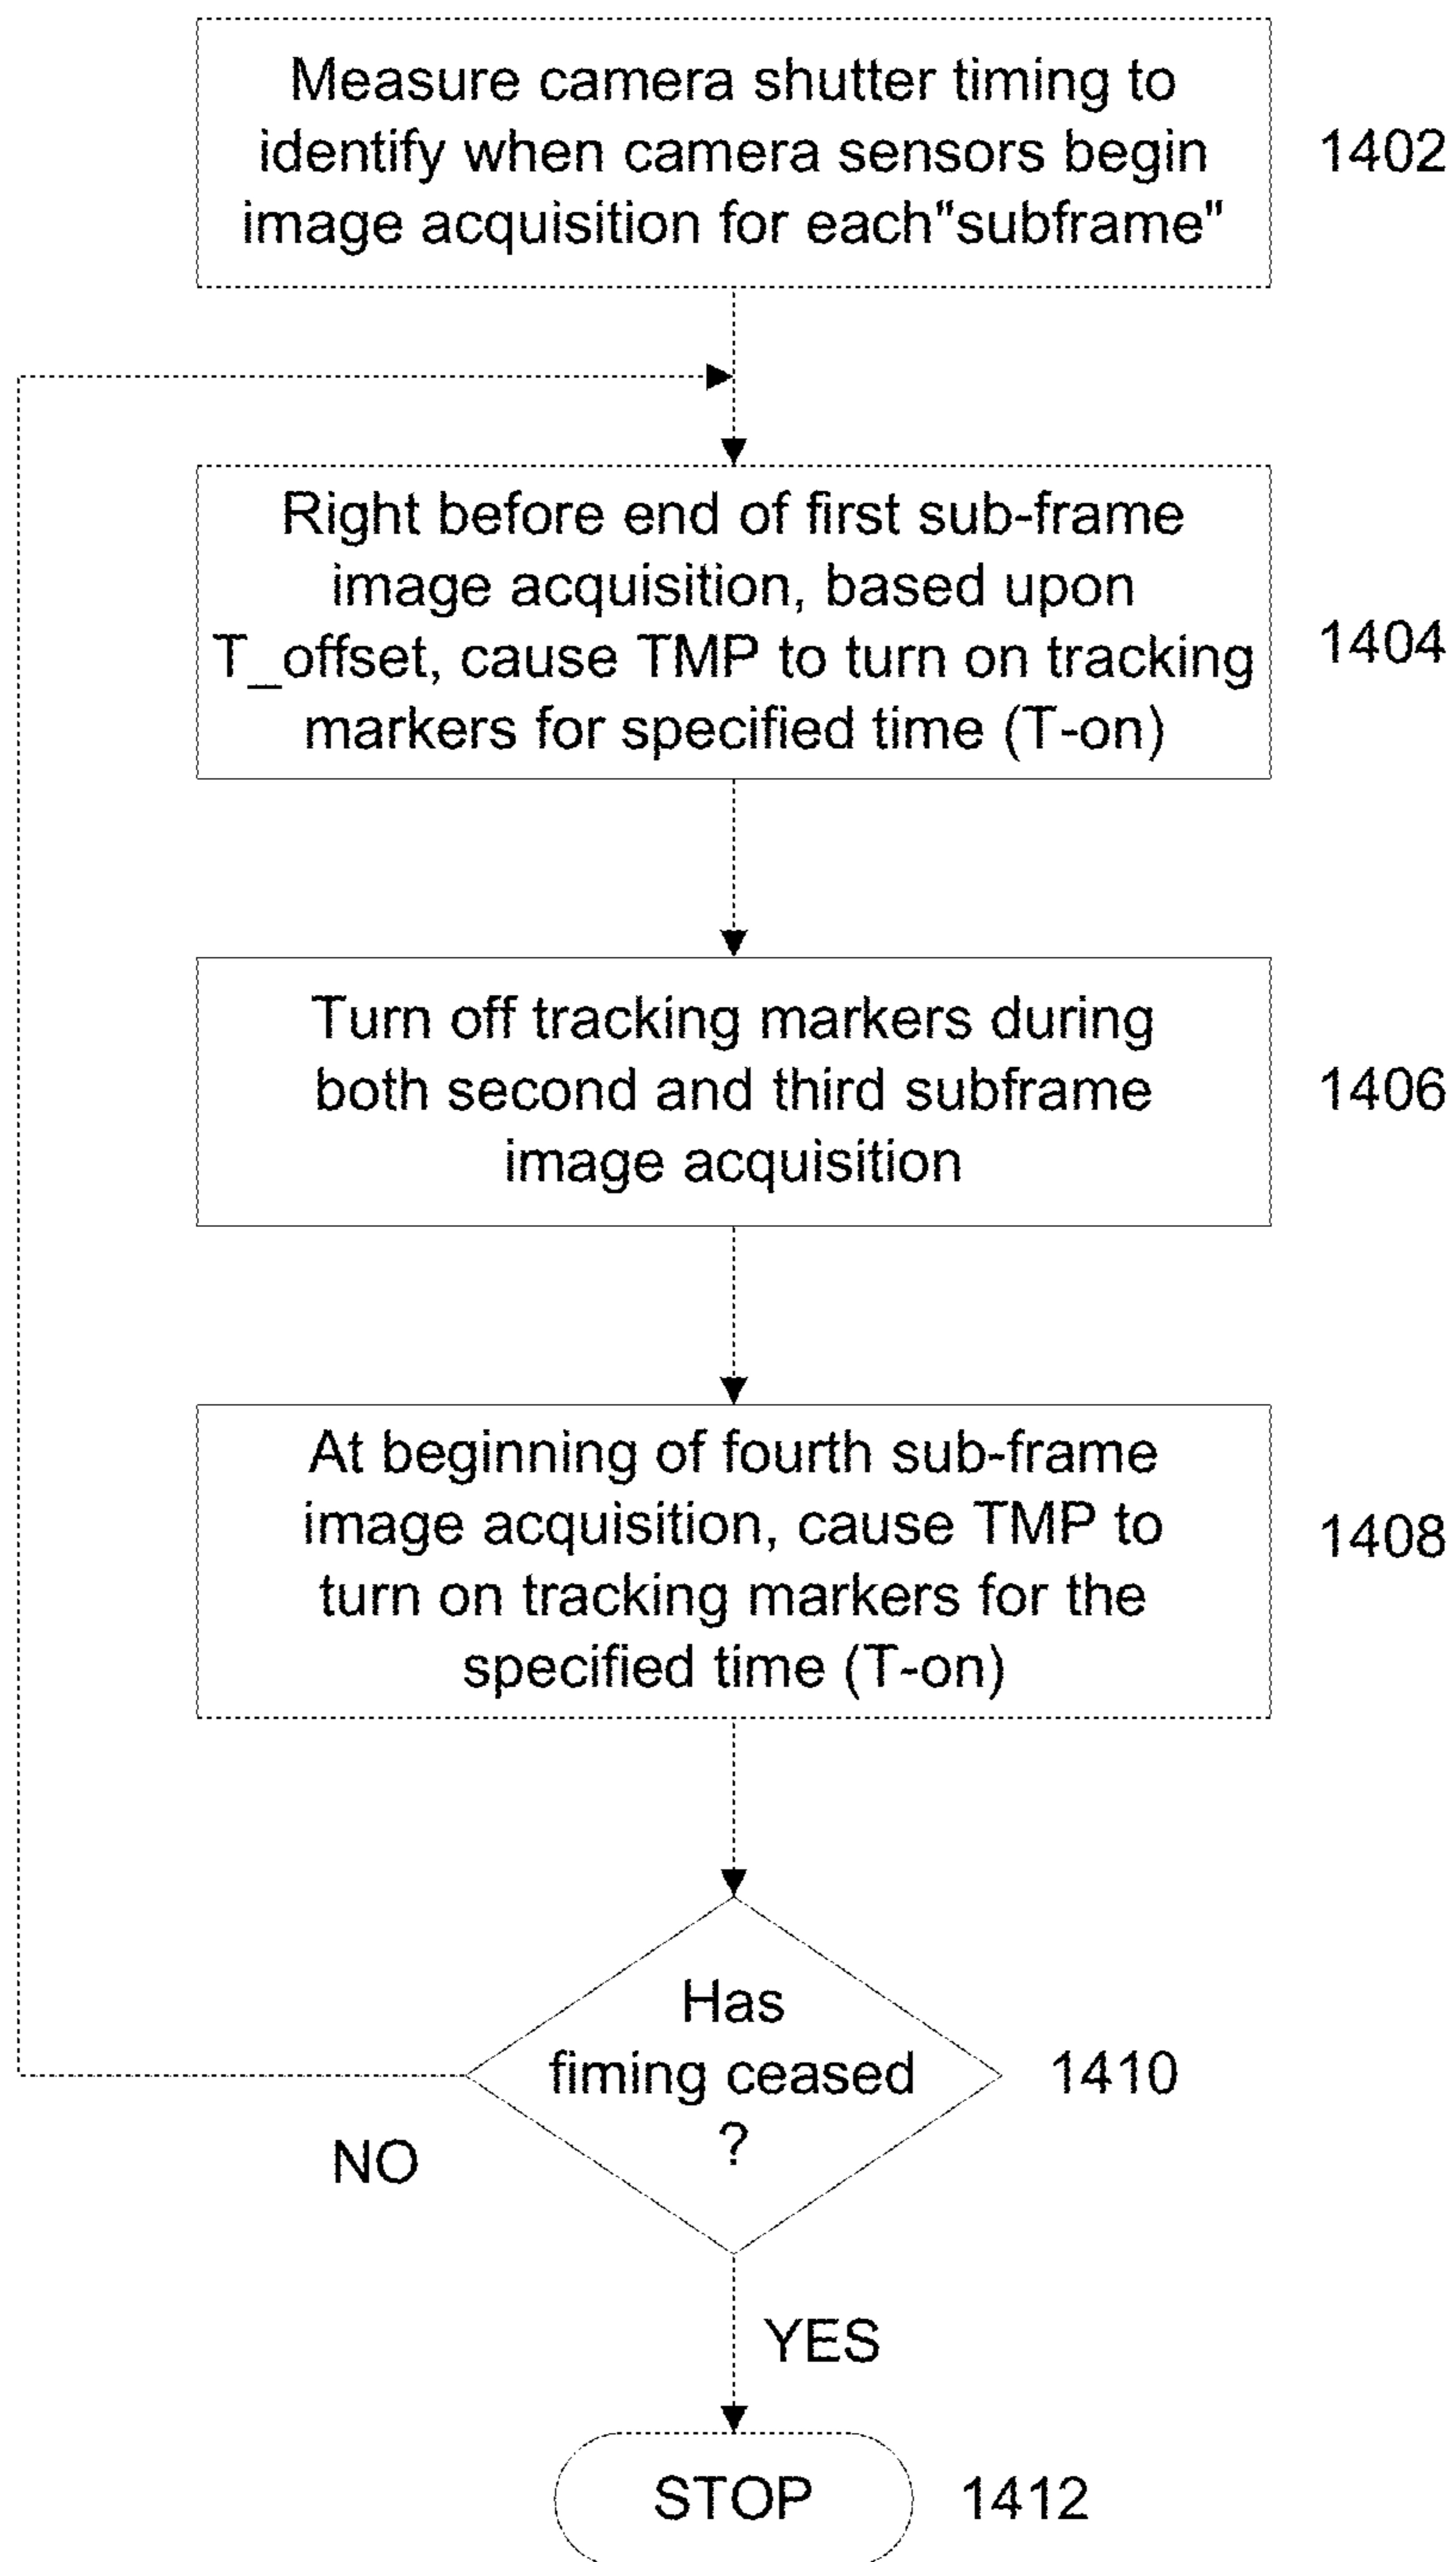 Measure camera shutter timing to
identify when camera sensors begin
image acquisition for each"subframe"
1402
Right before end of first sub-frame
image acquisition, based upon
T_offset, cause TMP to turn on tracking
markers for specified time (T-on)
1404
Turn off tracking markers during
both second and third subframe
image acquisition
1406
At beginning of fourth sub-frame
image acquisition, cause TMP to
turn on tracking markers for the
specified time (T-on)
1408
Has
fiming ceased
?
1410
NO
YES
STOP
1412